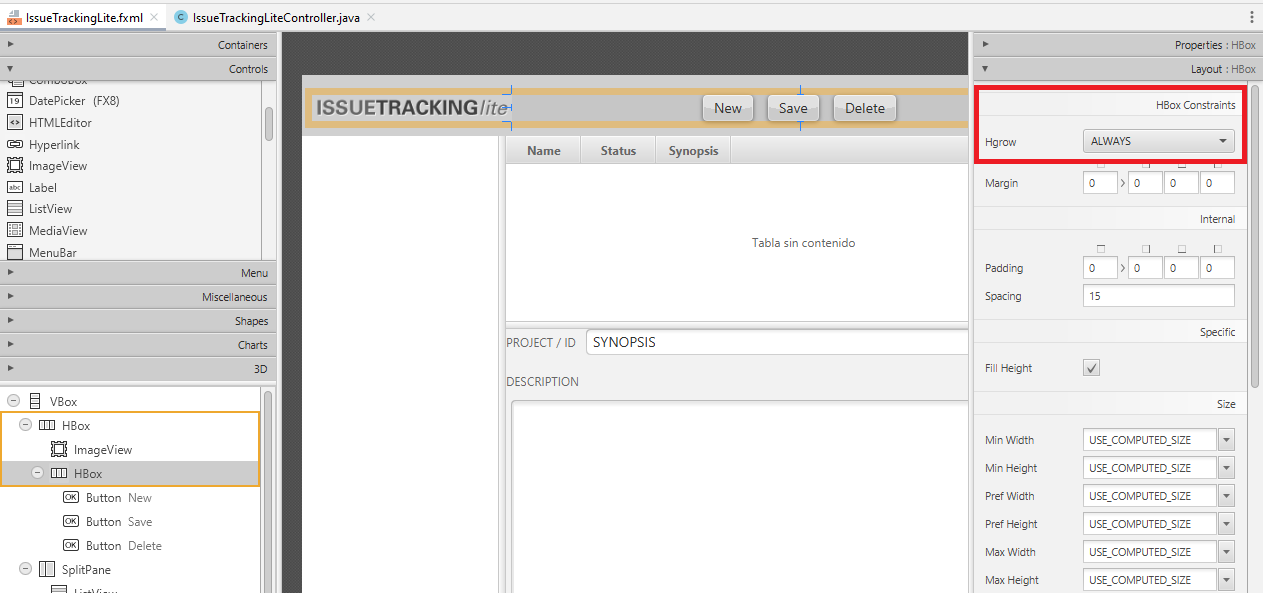 IssueTrackingLite.fxml
IssueTrackingLiteController.java
Containers
Controls
ComboBox
DatePicker (FX8)
HTMLEditor
Hyperlink
ImageView
Label
ListView
MediaView
MenuBar
Menu
Miscellaneous
Shapes
Charts
3D
VBox
HBox
ImageView
HBox
Button New
Button Save
Button Delete
SplitPane
ListView
ISSUETRACKINGlite
New
Save
Delete
Name
Status
Synopsis
Tabla sin contenido
PROJECT / ID
SYNOPSIS
DESCRIPTION
Properties : HBox
Layout : HBox
HBox Constraints
Hgrow ALWAYS
Margin 0 0 0 0
Internal
Padding 0 0 0 0
Spacing 15
Specific
Fill Height
Size
Min Width USE_COMPUTED_SIZE
Min Height USE_COMPUTED_SIZE
Pref Width USE_COMPUTED_SIZE
Pref Height USE_COMPUTED_SIZE
Max Width USE_COMPUTED_SIZE
Max Height USE_COMPUTED_SIZE